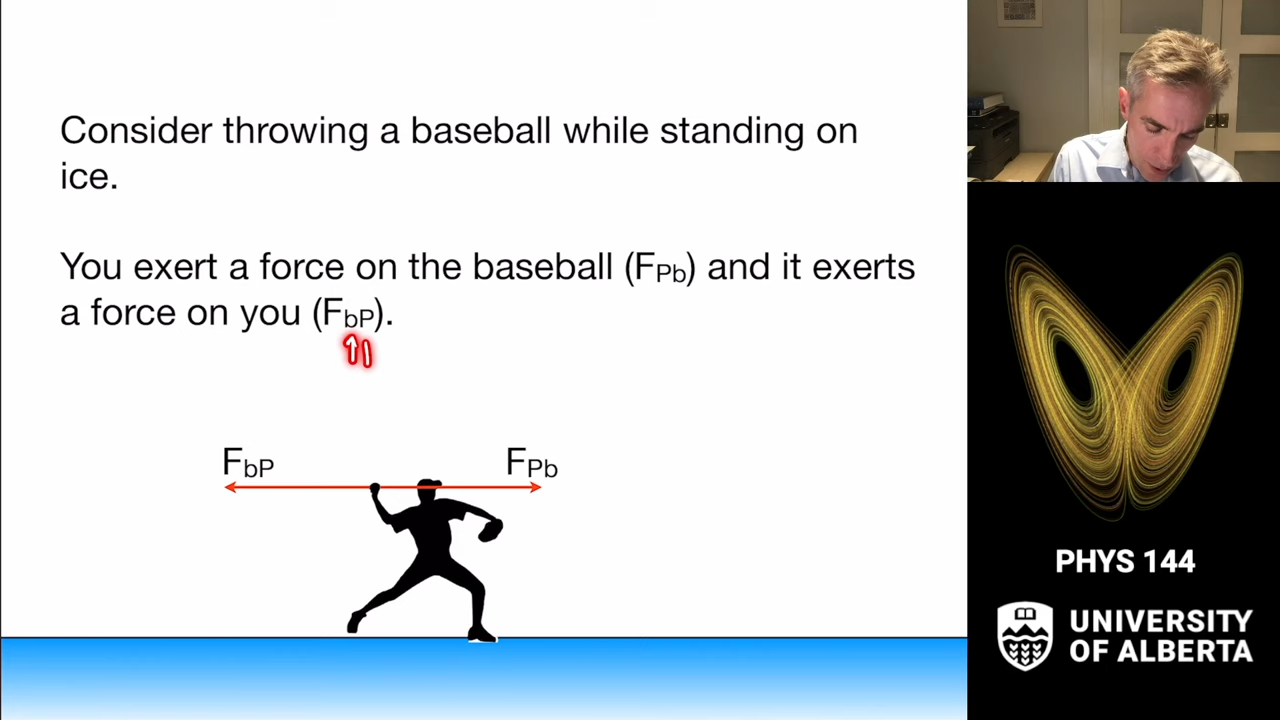 Consider throwing a baseball while standing on
ice.
You exert a force on the baseball (FPb) and it exerts
a force on you (FbP).
FbP
FPb
PHYS 144
UNIVERSITY
OF ALBERTA